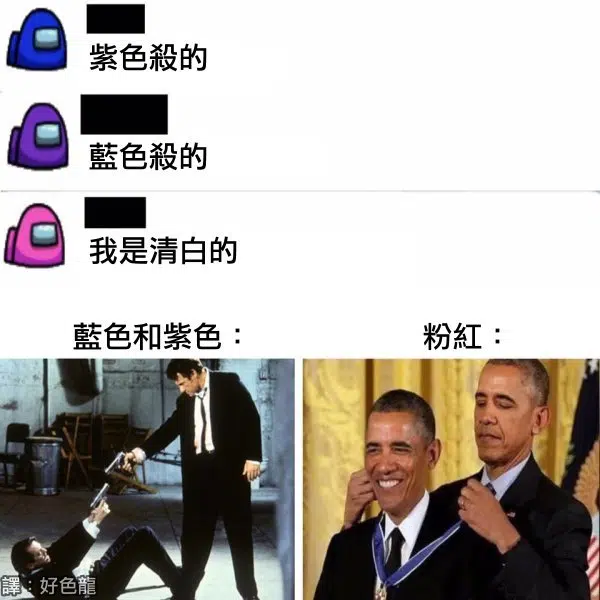 紫色殺的
藍色殺的
我是清白的
藍色和紫色：
粉紅：
譯：好色龍